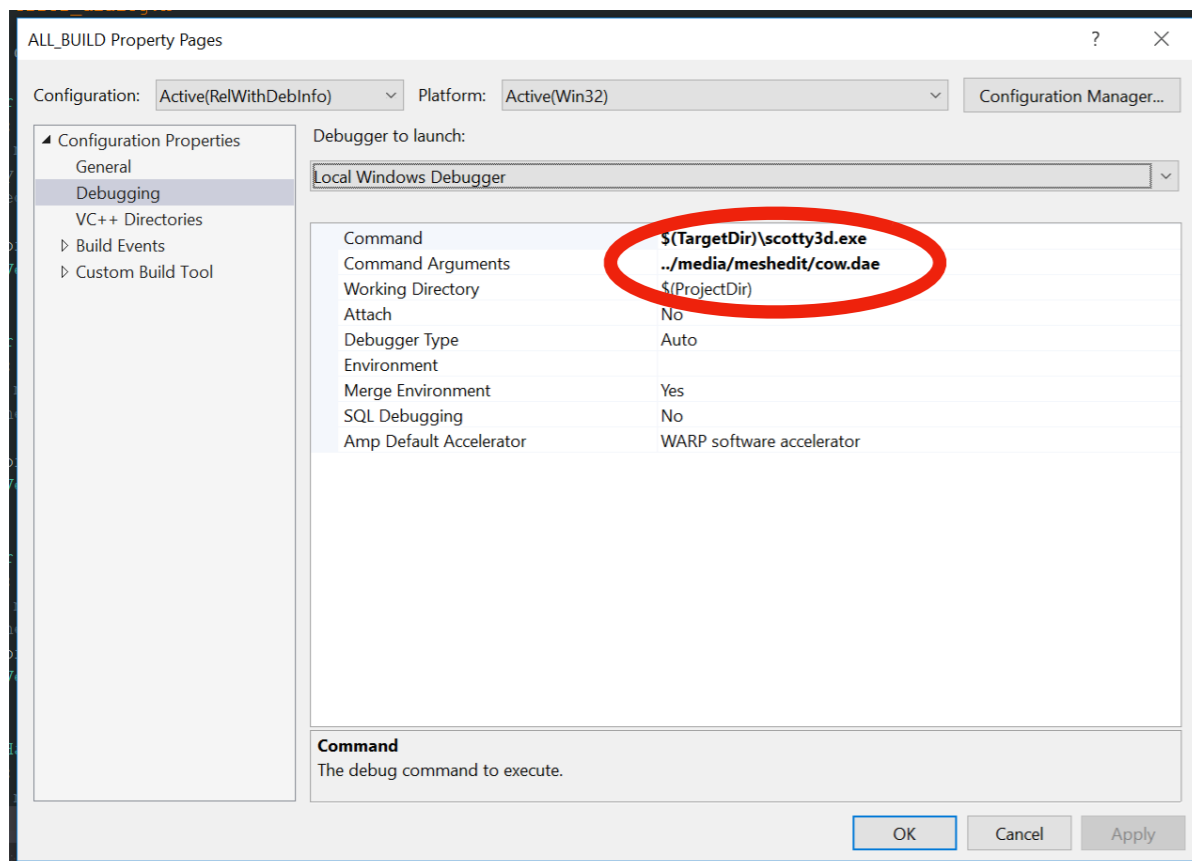 ALL_BUILD Property Pages
?
Configuration: Active(RelWithDebInfo) Platform: Active(Win32) Configuration Manager...
Configuration Properties
General
Debugging
VC++ Directories
Build Events
Custom Build Tool
Debugger to launch:
Local Windows Debugger
Command $(TargetDir)\scotty3d.exe
Command Arguments ../media/meshedit/cow.dae
Working Directory $(ProjectDir)
Attach No
Debugger Type Auto
Environment
Merge Environment Yes
SQL Debugging No
Amp Default Accelerator WARP software accelerator
Command
The debug command to execute.
OK Cancel Apply